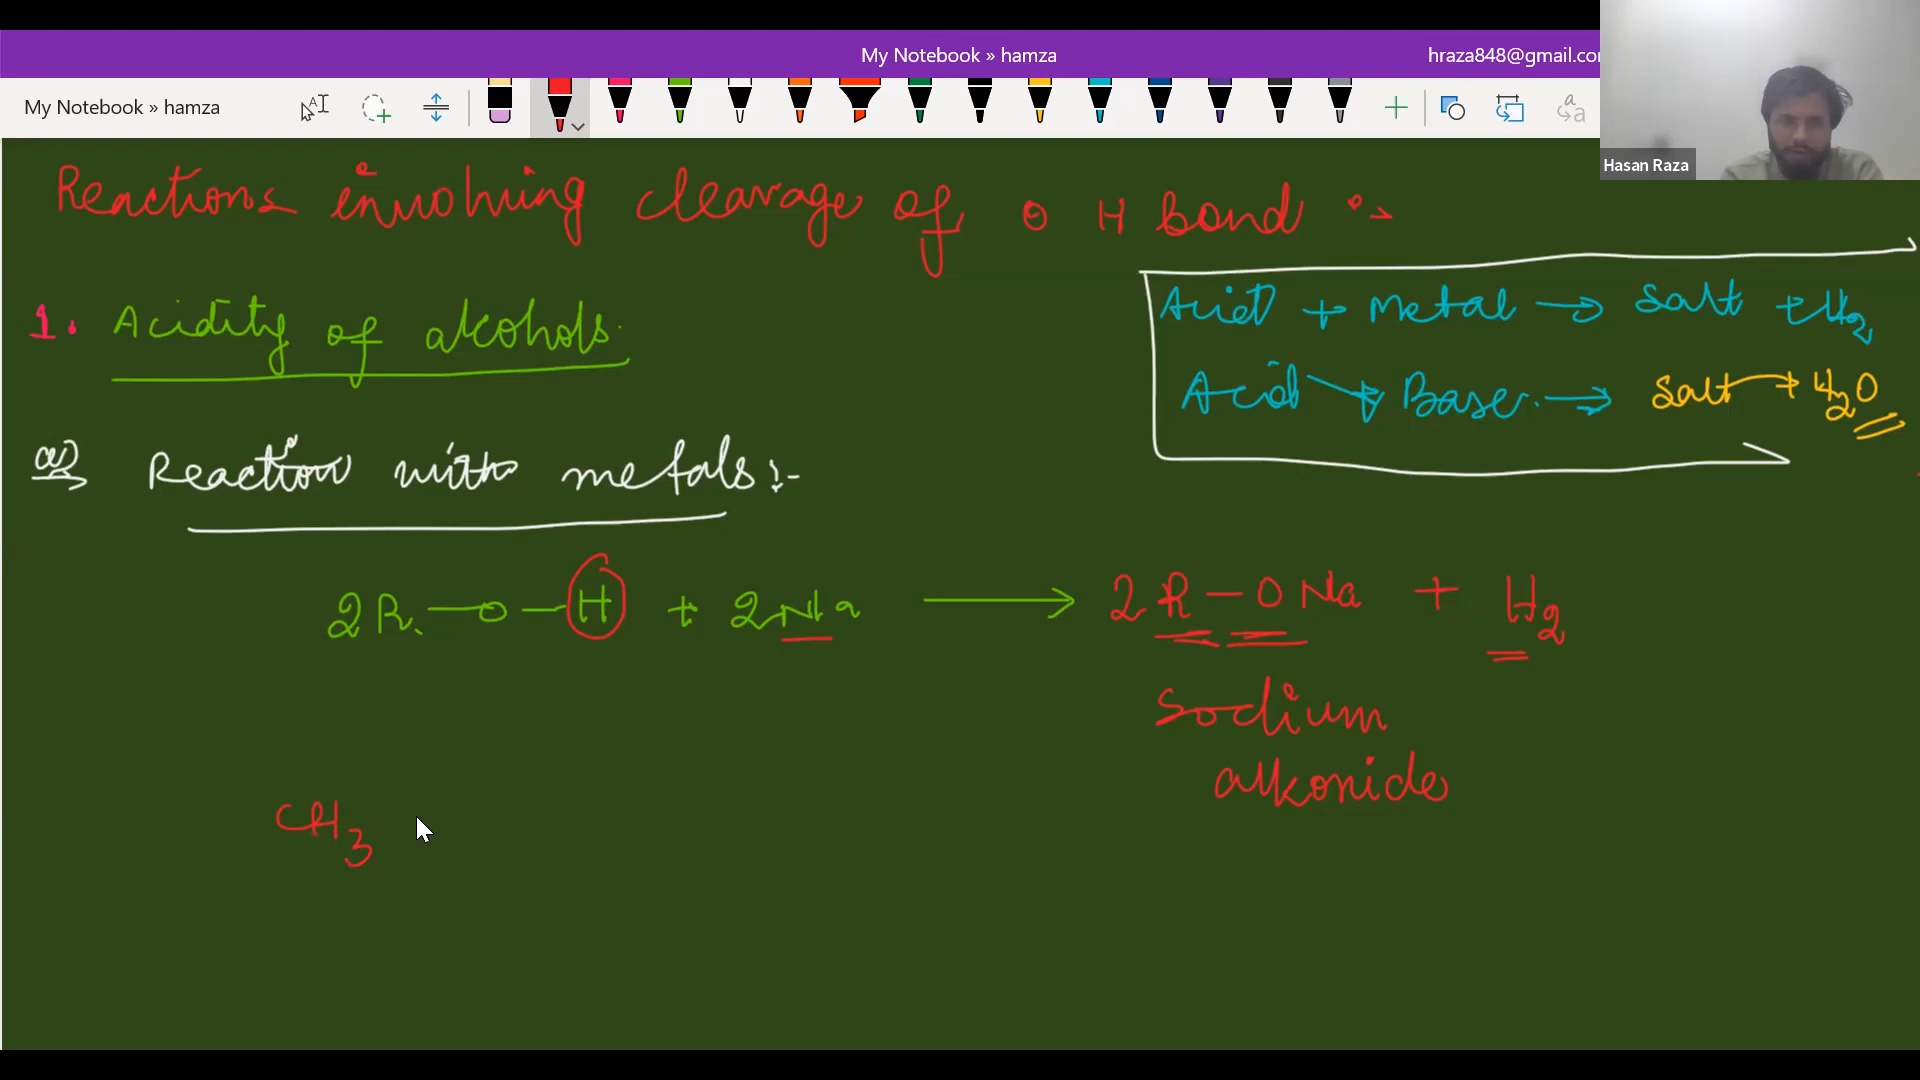 My Notebook » hamza
hraza848@gmail.co
My Notebook » hamza
Hasan Raza
Reactions involving cleavage of O H bond :
1. Acidity of alcohols.
Acid + Metal → Salt + H₂
Acid + Base. → Salt + H₂O
a) Reaction with metals:-
2R—O—H + 2Na → 2R—ONa + H₂
Sodium
alkoxide
CH₃